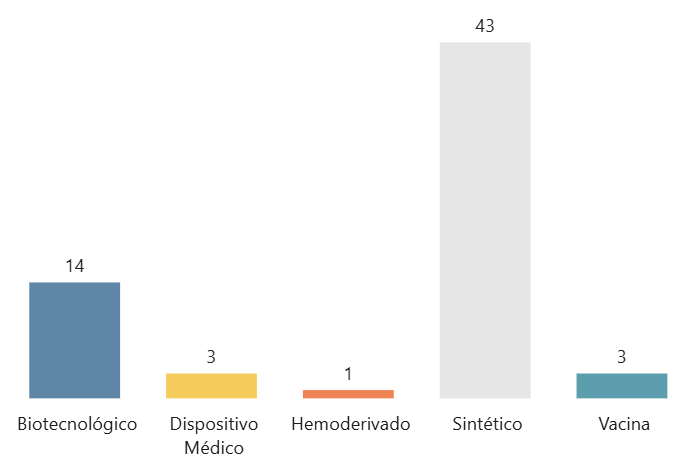 43
14
3
1
3
Biotecnológico
Dispositivo
Médico
Hemoderivado
Sintético
Vacina